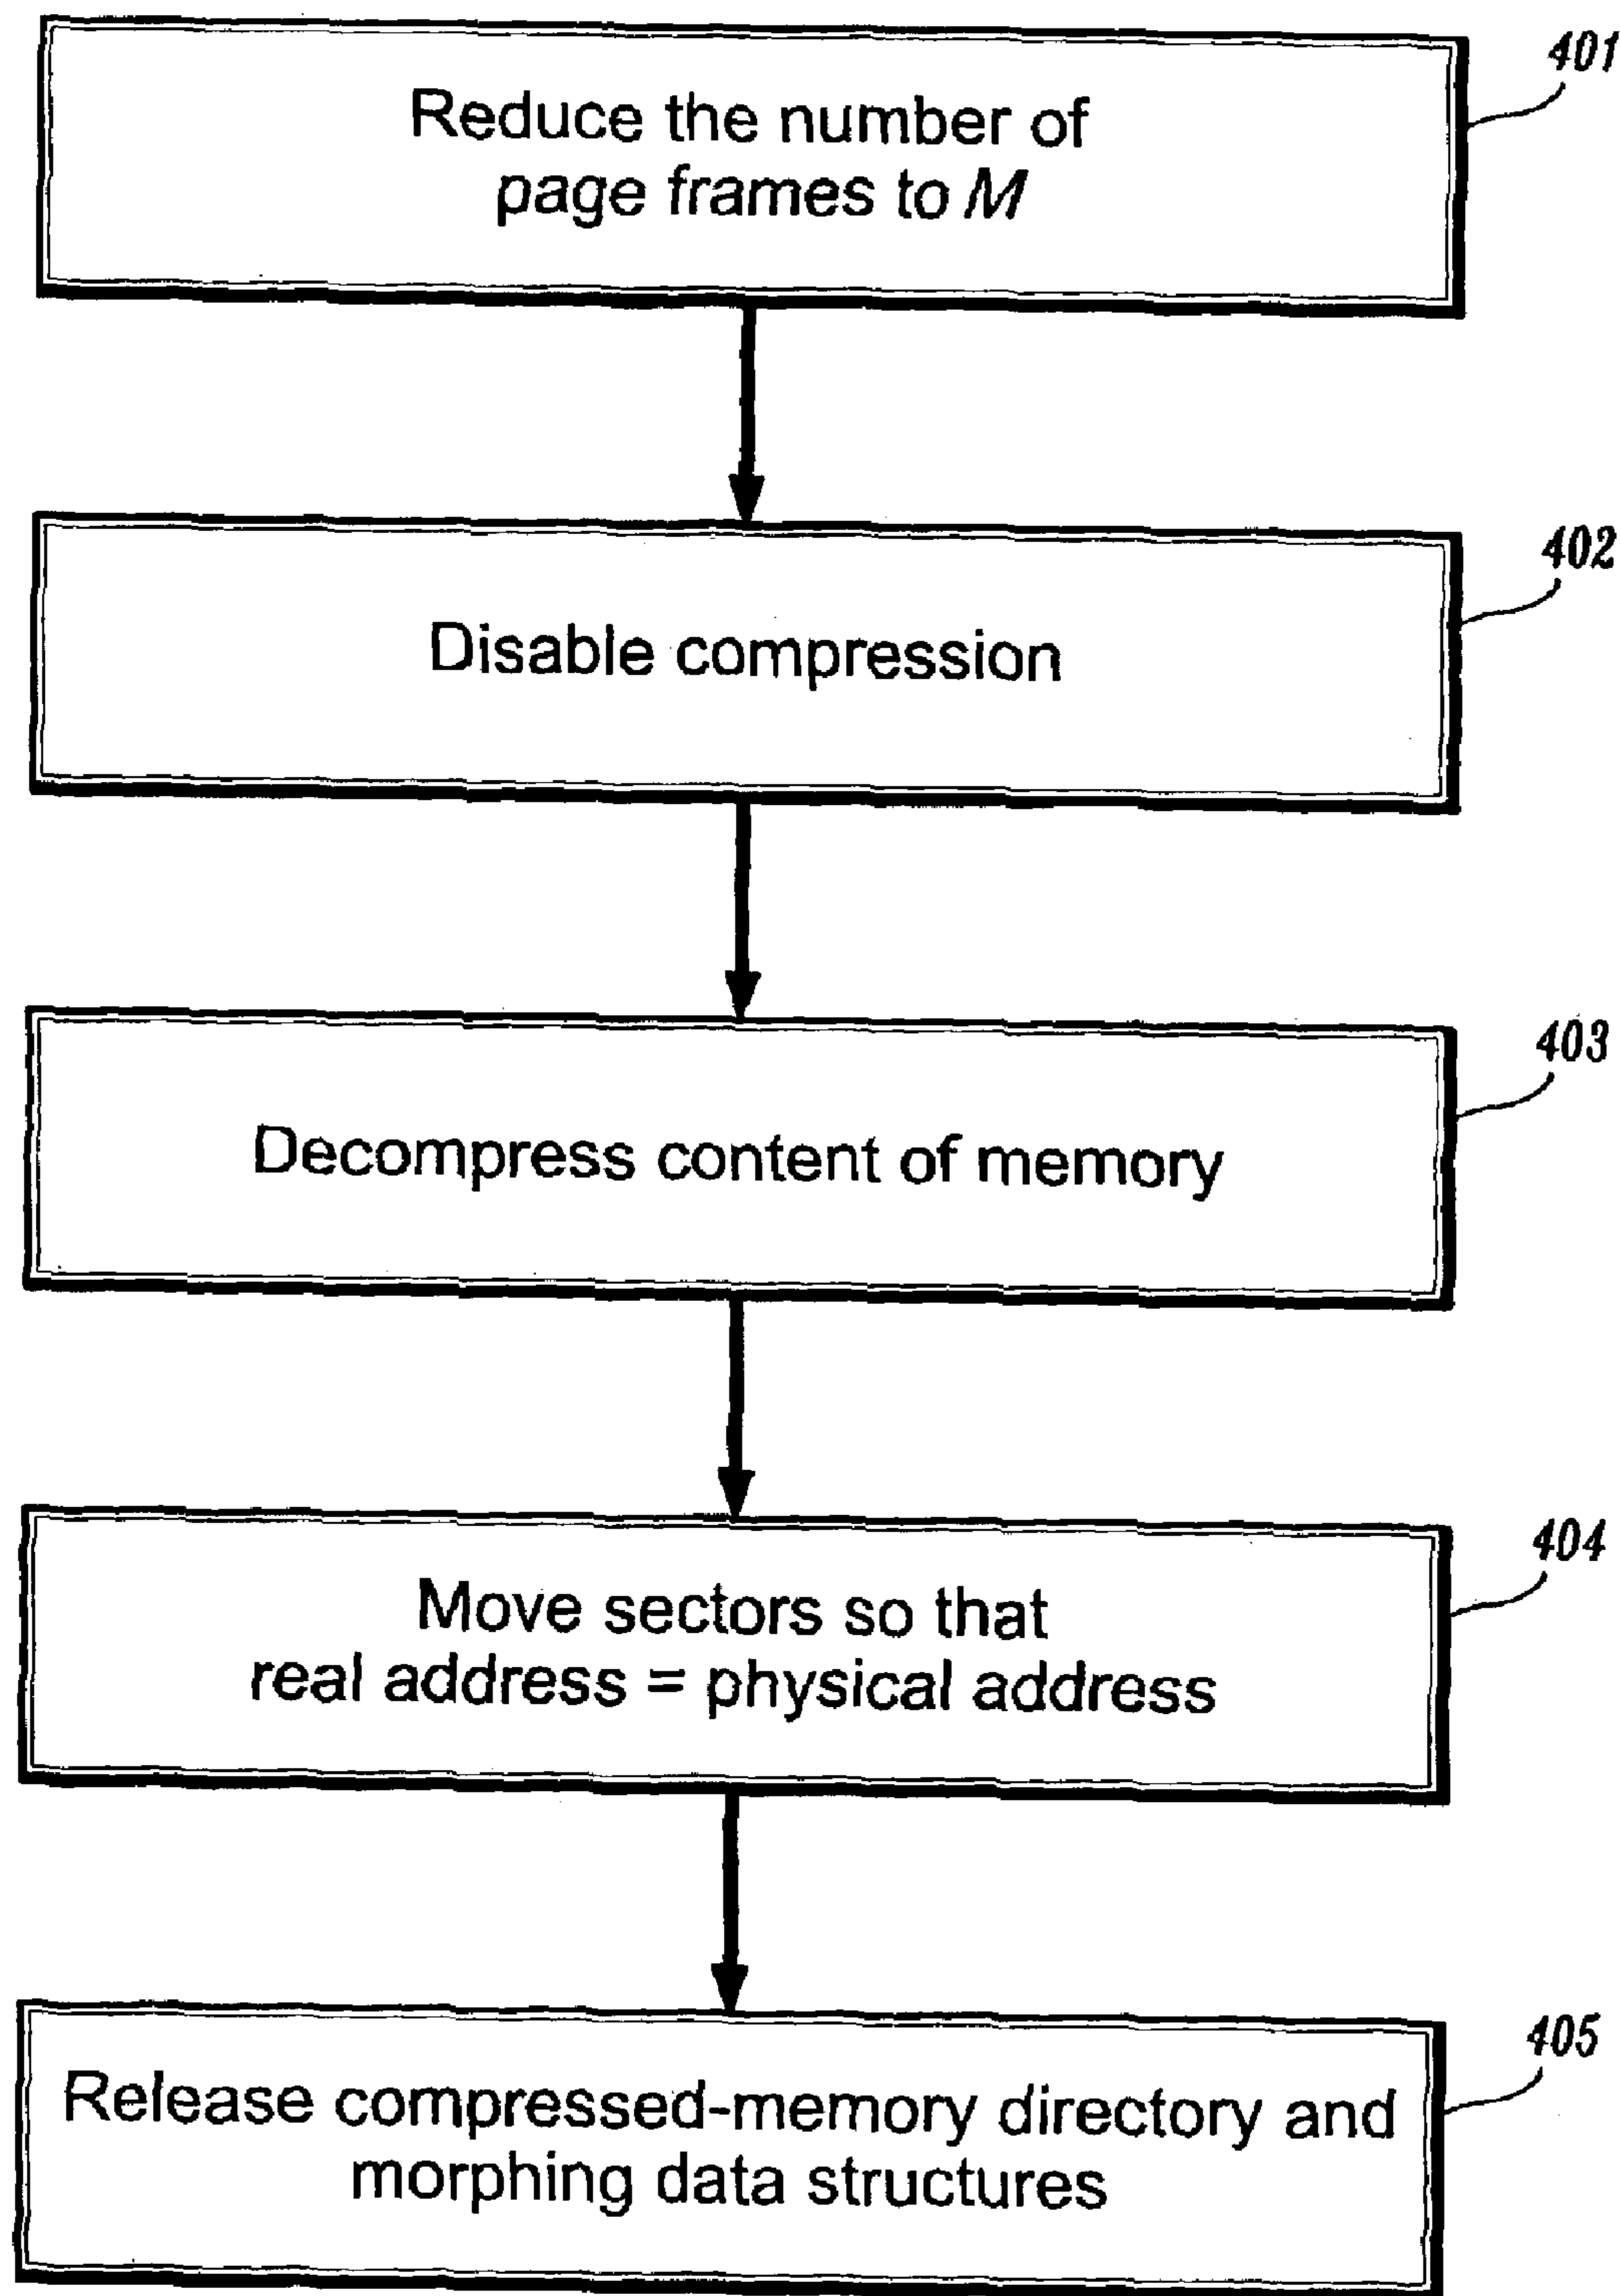 Reduce the number of
page frames to M
401
Disable compression
402
Decompress content of memory
403
Move sectors so that
real address = physical address
404
Release compressed-memory directory and
morphing data structures
405